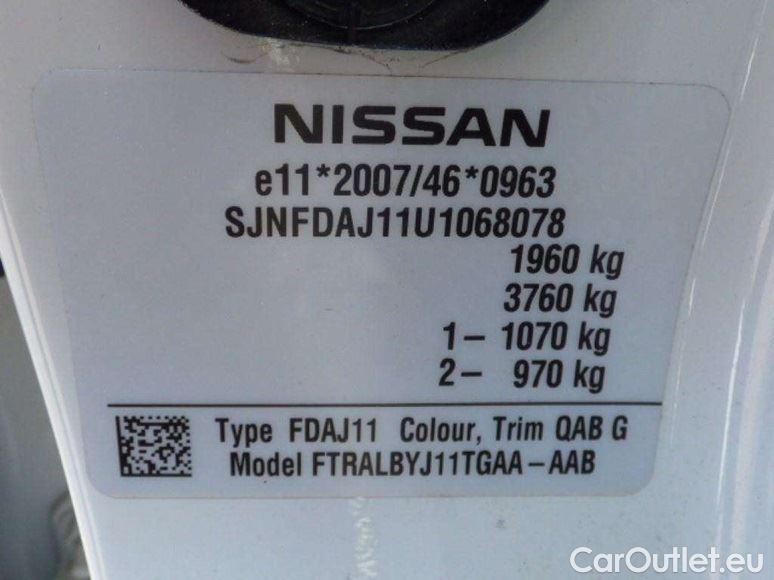 NISSAN
e11*2007/46*0963
SJNFDAJ11U1068078
1960 kg
3760 kg
1– 1070 kg
2– 970 kg
Type FDAJ11 Colour, Trim QAB G
Model FTRALBYJ11TGAA–AAB
CarOutlet.eu